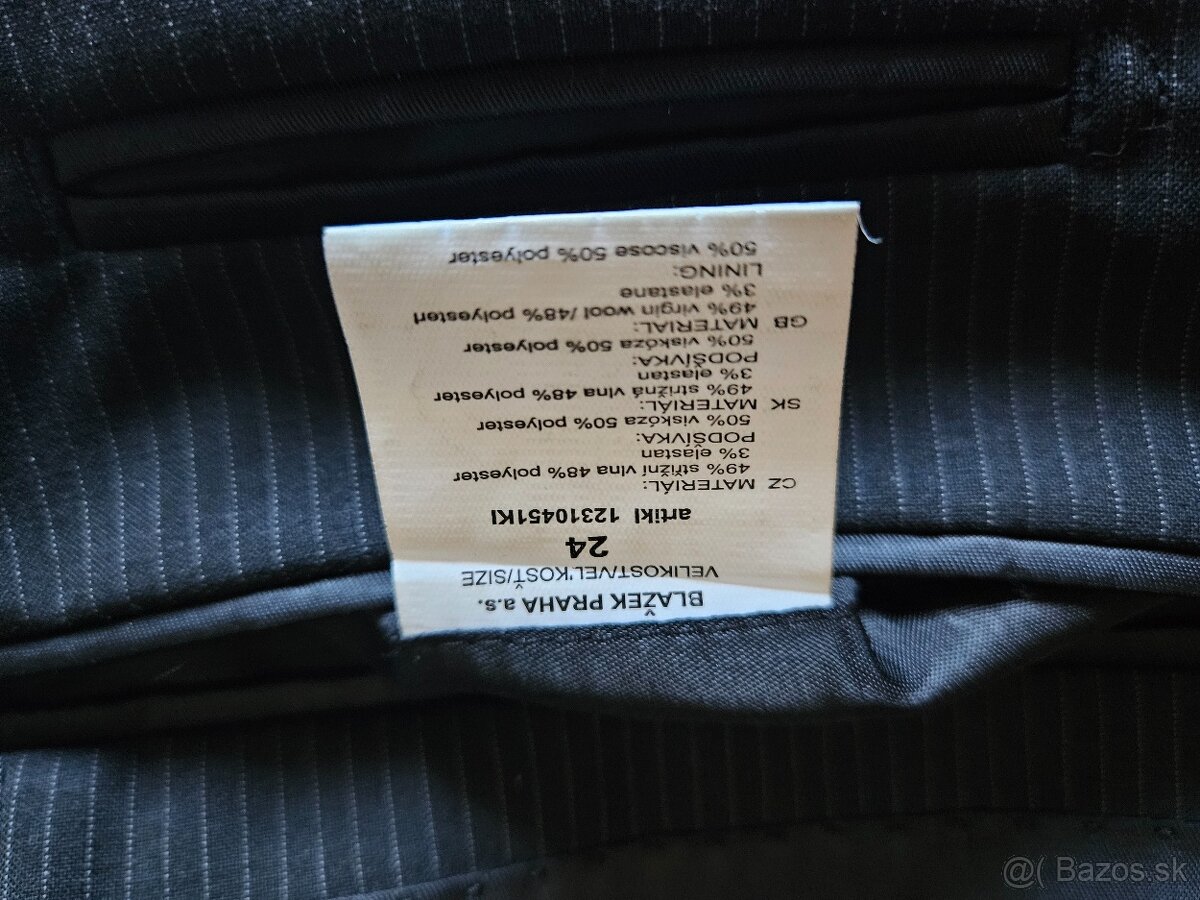 BLAŽEK PRAHA a.s.
VELIKOST/VEĽKOSŤ/SIZE
24
artikl 12310451KI
CZ MATERIÁL:
49% střižní vlna 48% polyester
3% elastan
PODŠÍVKA:
50% viskóza 50% polyester
SK MATERIÁL:
49% strižná vlna 48% polyester
3% elastan
PODŠÍVKA:
50% viskóza 50% polyester
GB MATERIAL:
49% virgin wool /48% polyesterl
3% elastane
LINING:
50% viscose 50% polyester
@( Bazos.sk